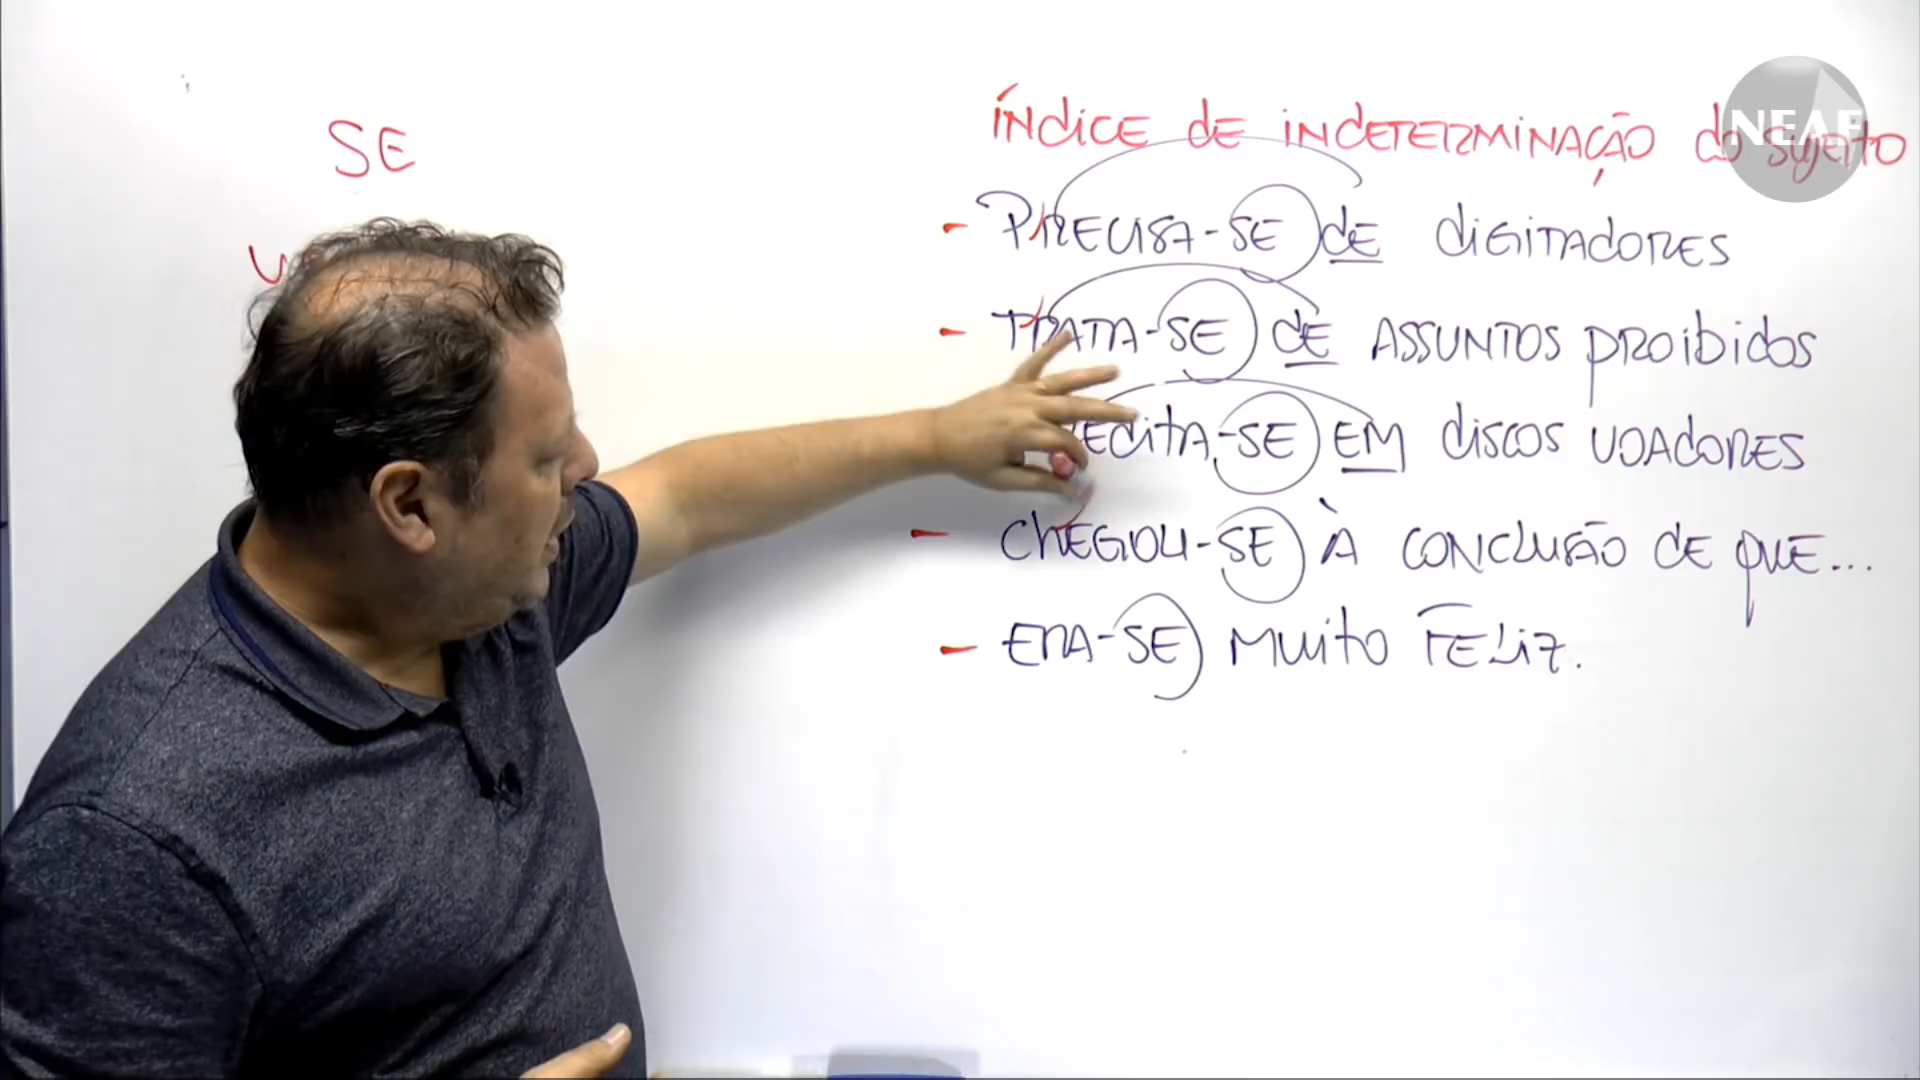 SE
ÍNDICE DE INDETERMINAÇÃO DO SUJEITO
NEAF
- PRECISA-SE DE DIGITADORES
- TRATA-SE DE ASSUNTOS PROIBIDOS
EDITA-SE EM DISCOS VOADORES
- CHEGOU-SE À CONCLUSÃO DE QUE...
- ERA-SE MUITO FELIZ.